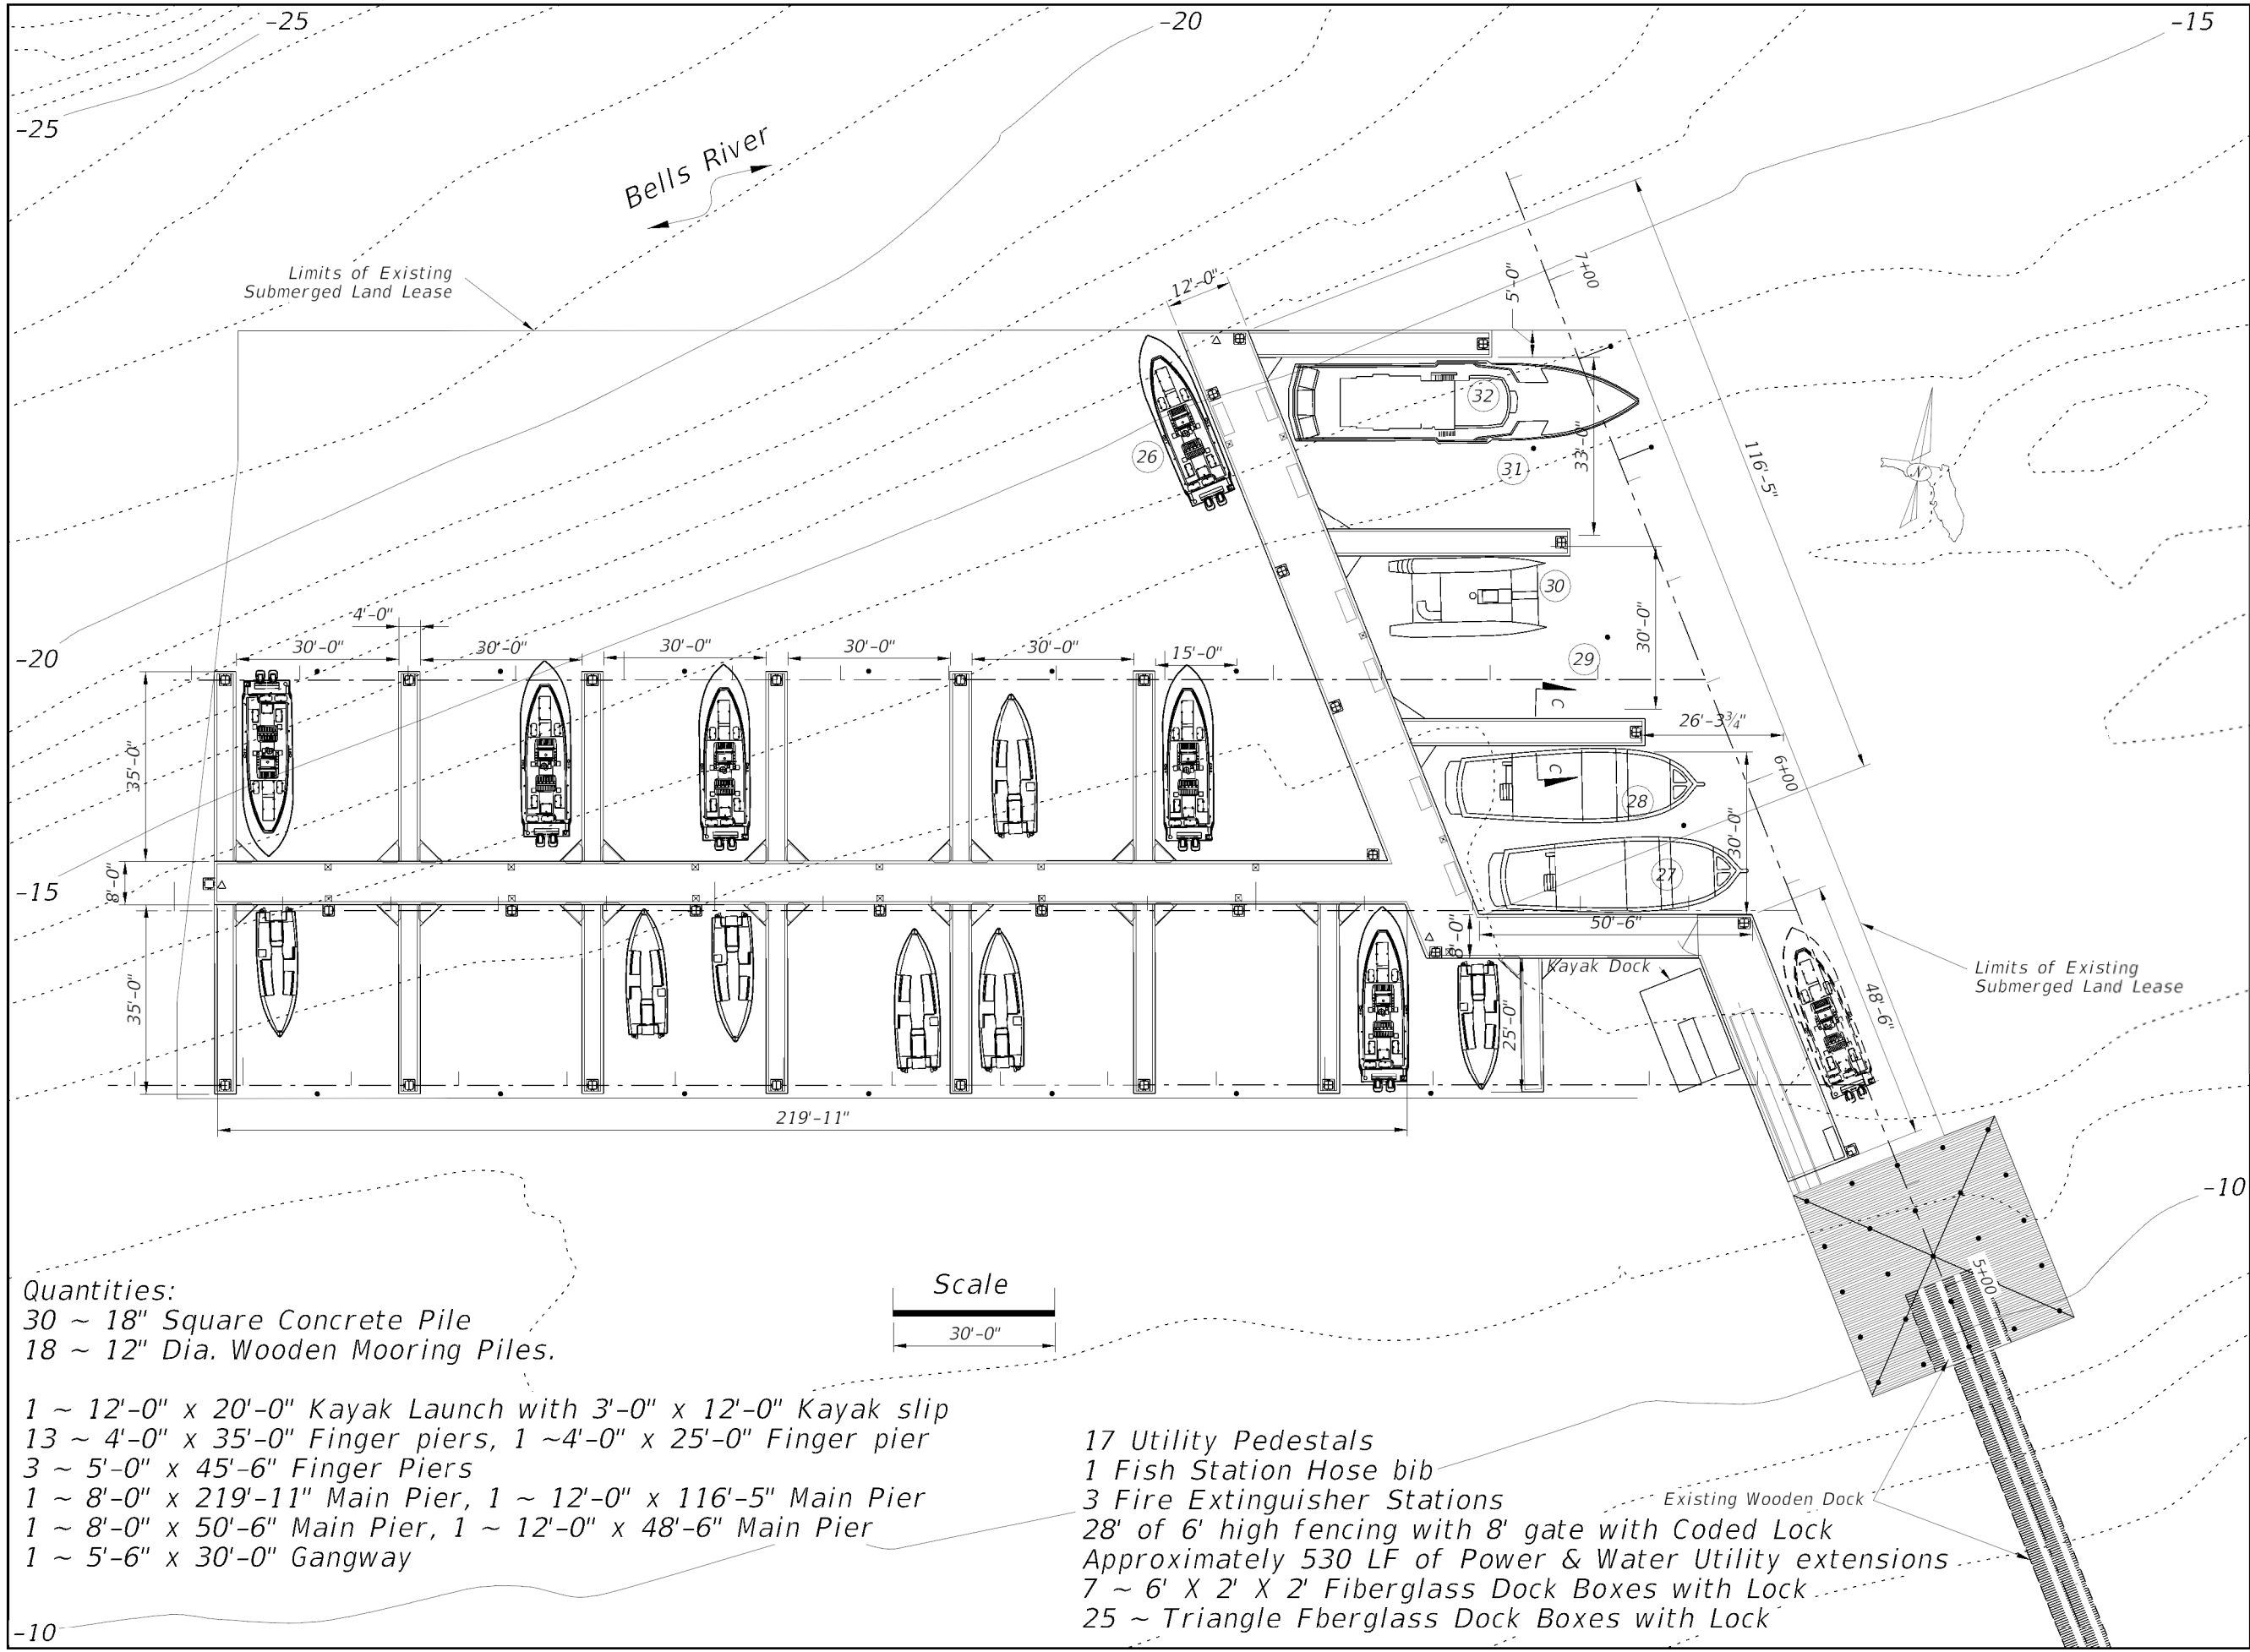 -25
-20
-15
-25
Bells River
Limits of Existing
Submerged Land Lease
12'-0"
5'-0"
7+00
32
26
31
33'-0"
116'-5"
N
30
4'-0"
30'-0"
30'-0"
30'-0"
30'-0"
30'-0"
15'-0"
29
30'-0"
-20
C
26'-3¾"
35'-0"
C
28
6+00
30'-0"
-15
8'-0"
27
50'-6"
8'-0"
Kayak Dock
Limits of Existing
Submerged Land Lease
35'-0"
25'-0"
48'-6"
219'-11"
-10
5+00
Scale
30'-0"
Quantities:
30 ~ 18" Square Concrete Pile
18 ~ 12" Dia. Wooden Mooring Piles.
1 ~ 12'-0" x 20'-0" Kayak Launch with 3'-0" x 12'-0" Kayak slip
13 ~ 4'-0" x 35'-0" Finger piers, 1 ~4'-0" x 25'-0" Finger pier
3 ~ 5'-0" x 45'-6" Finger Piers
1 ~ 8'-0" x 219'-11" Main Pier, 1 ~ 12'-0" x 116'-5" Main Pier
1 ~ 8'-0" x 50'-6" Main Pier, 1 ~ 12'-0" x 48'-6" Main Pier
1 ~ 5'-6" x 30'-0" Gangway
17 Utility Pedestals
1 Fish Station Hose bib
3 Fire Extinguisher Stations
28' of 6' high fencing with 8' gate with Coded Lock
Approximately 530 LF of Power & Water Utility extensions
7 ~ 6' X 2' X 2' Fiberglass Dock Boxes with Lock
25 ~ Triangle Fberglass Dock Boxes with Lock
Existing Wooden Dock
-10